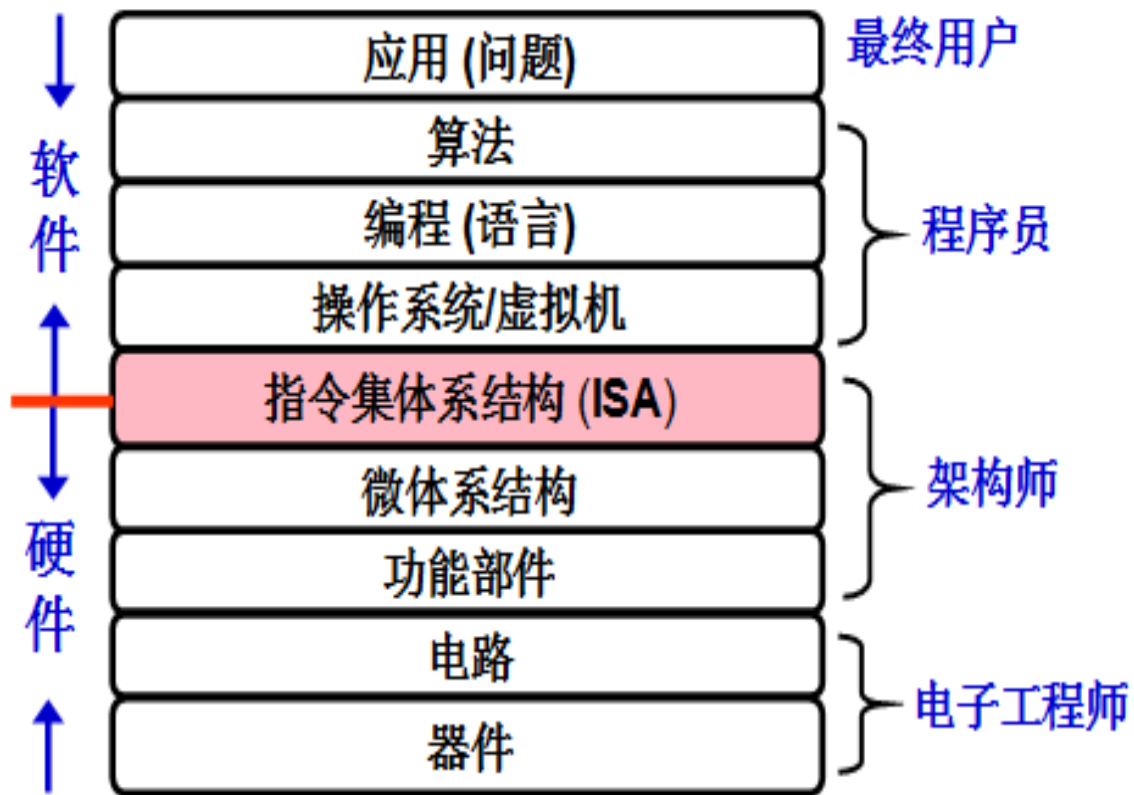 应用 (问题)
最终用户
算法
软件
编程 (语言)
程序员
操作系统/虚拟机
指令集体系结构 (ISA)
微体系结构
架构师
硬件
功能部件
电路
电子工程师
器件